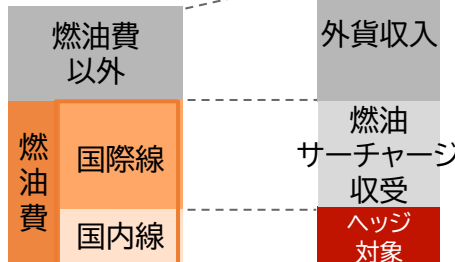 燃油費
以外
燃
油
費
国際線
国内線
外貨収入
燃油
サーチャージ
収受
ヘッジ
対象